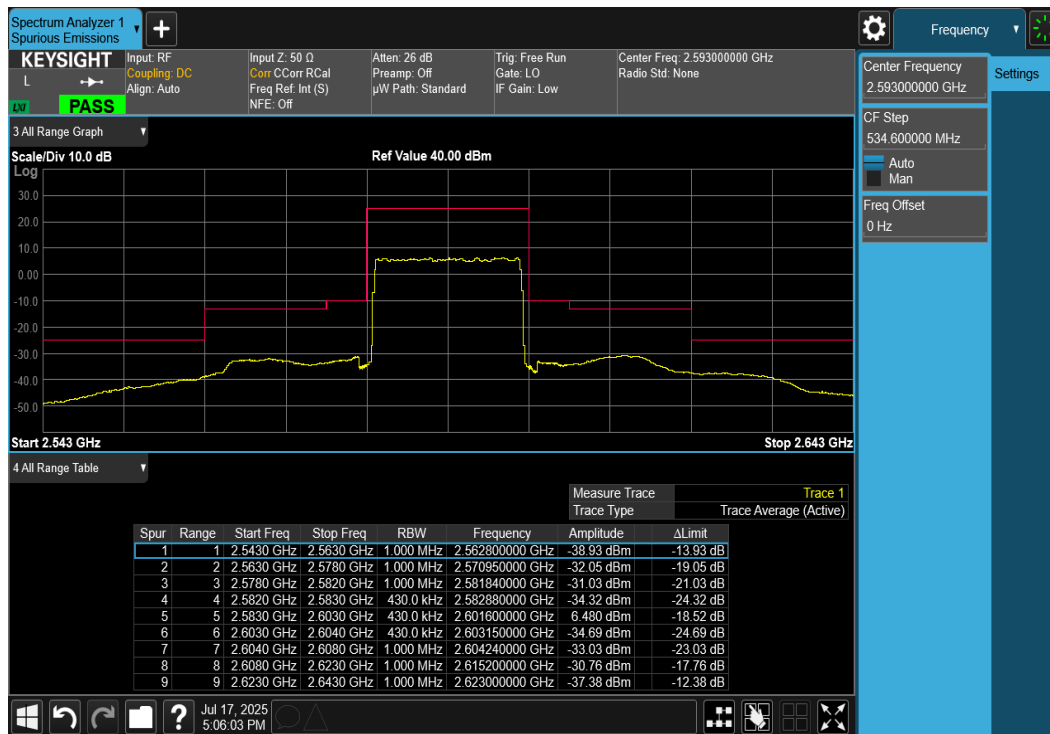 Spectrum Analyzer 1
Spurious Emissions
Frequency
KEYSIGHT
L
LXI
PASS
Input: RF
Coupling: DC
Align: Auto
Input Z: 50 Ω
Corr CCorr RCal
Freq Ref: Int (S)
NFE: Off
Atten: 26 dB
Preamp: Off
µW Path: Standard
Trig: Free Run
Gate: LO
IF Gain: Low
Center Freq: 2.593000000 GHz
Radio Std: None
Center Frequency
2.593000000 GHz
Settings
CF Step
534.600000 MHz
Auto
Man
Freq Offset
0 Hz
3 All Range Graph
Scale/Div 10.0 dB
Ref Value 40.00 dBm
Log
30.0
20.0
10.0
0.00
-10.0
-20.0
-30.0
-40.0
-50.0
Start 2.543 GHz
Stop 2.643 GHz
4 All Range Table
Measure Trace Trace 1
Trace Type Trace Average (Active)
Spur Range Start Freq Stop Freq RBW Frequency Amplitude ΔLimit
1 1 2.5430 GHz 2.5630 GHz 1.000 MHz 2.562800000 GHz -38.93 dBm -13.93 dB
2 2 2.5630 GHz 2.5780 GHz 1.000 MHz 2.570950000 GHz -32.05 dBm -19.05 dB
3 3 2.5780 GHz 2.5820 GHz 1.000 MHz 2.581840000 GHz -31.03 dBm -21.03 dB
4 4 2.5820 GHz 2.5830 GHz 430.0 kHz 2.582880000 GHz -34.32 dBm -24.32 dB
5 5 2.5830 GHz 2.6030 GHz 430.0 kHz 2.601600000 GHz 6.480 dBm -18.52 dB
6 6 2.6030 GHz 2.6040 GHz 430.0 kHz 2.603150000 GHz -34.69 dBm -24.69 dB
7 7 2.6040 GHz 2.6080 GHz 1.000 MHz 2.604240000 GHz -33.03 dBm -23.03 dB
8 8 2.6080 GHz 2.6230 GHz 1.000 MHz 2.615200000 GHz -30.76 dBm -17.76 dB
9 9 2.6230 GHz 2.6430 GHz 1.000 MHz 2.623000000 GHz -37.38 dBm -12.38 dB
?
Jul 17, 2025
5:06:03 PM